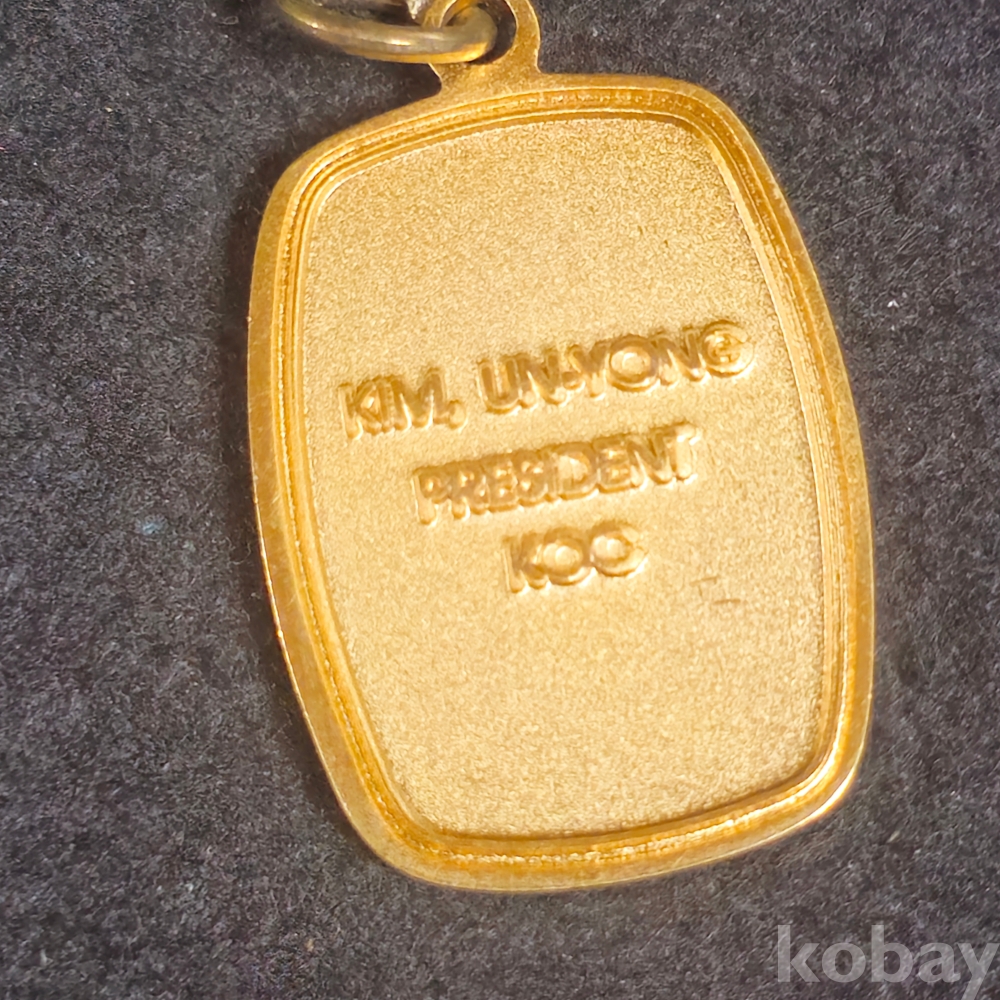 KIM, UN-YONG
PRESIDENT
KOC
kobay